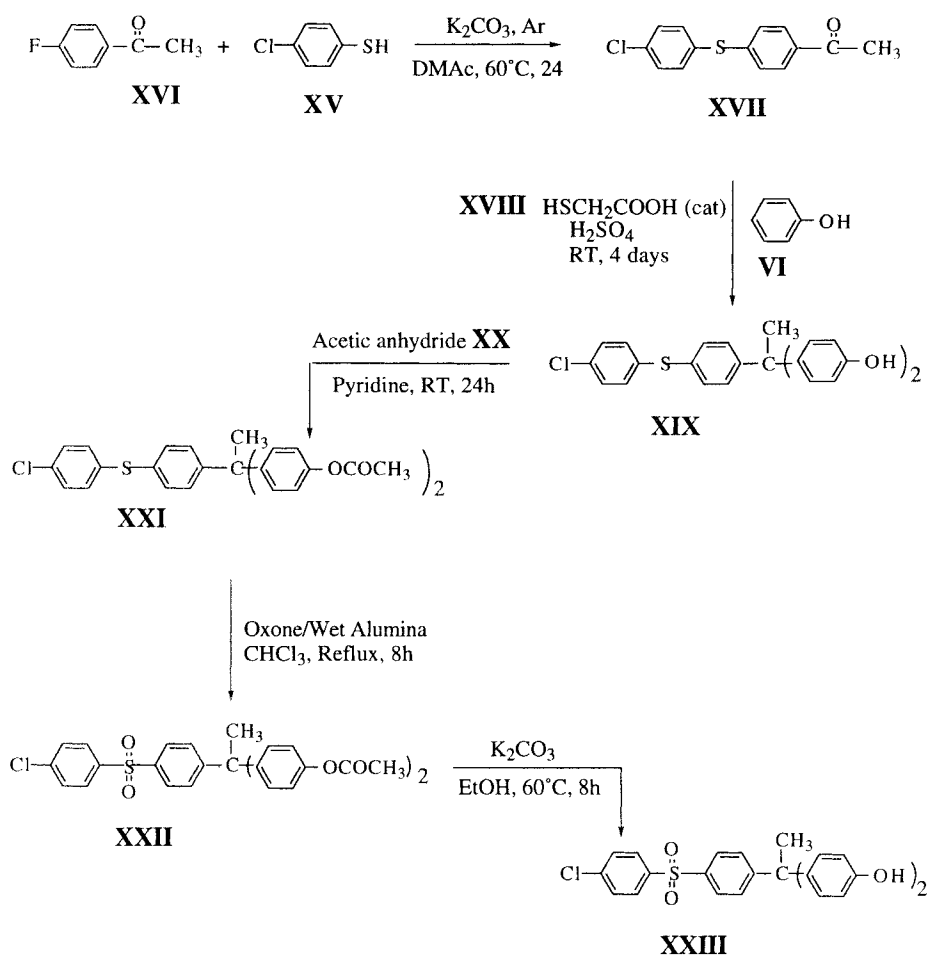 F O C CH3 + Cl SH K2CO3, Ar DMAc, 60°C, 24 Cl S O C CH3
XVI XV XVII
XVIII HSCH2COOH (cat)
H2SO4
RT, 4 days
OH
VI
Acetic anhydride XX
Pyridine, RT, 24h
Cl S CH3 C ( OH ) 2
XIX
Cl S CH3 C ( OCOCH3 ) 2
XXI
Oxone/Wet Alumina
CHCl3, Reflux, 8h
Cl O S O CH3 C ( OCOCH3 ) 2
XXII
K2CO3
EtOH, 60°C, 8h
Cl O S O CH3 C ( OH ) 2
XXIII